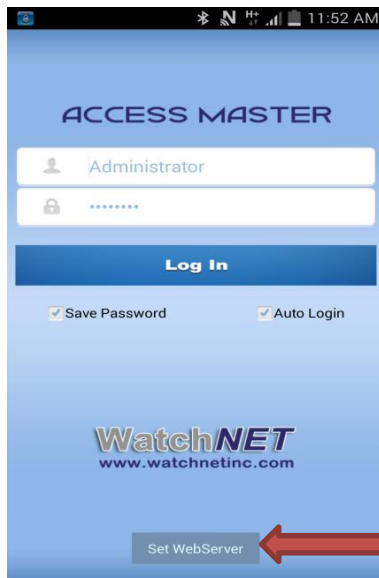 H+ 11:52 AM
ACCESS MASTER
Administrator
••••••••
Log In
Save Password Auto Login
WatchNET
www.watchnetinc.com
Set WebServer